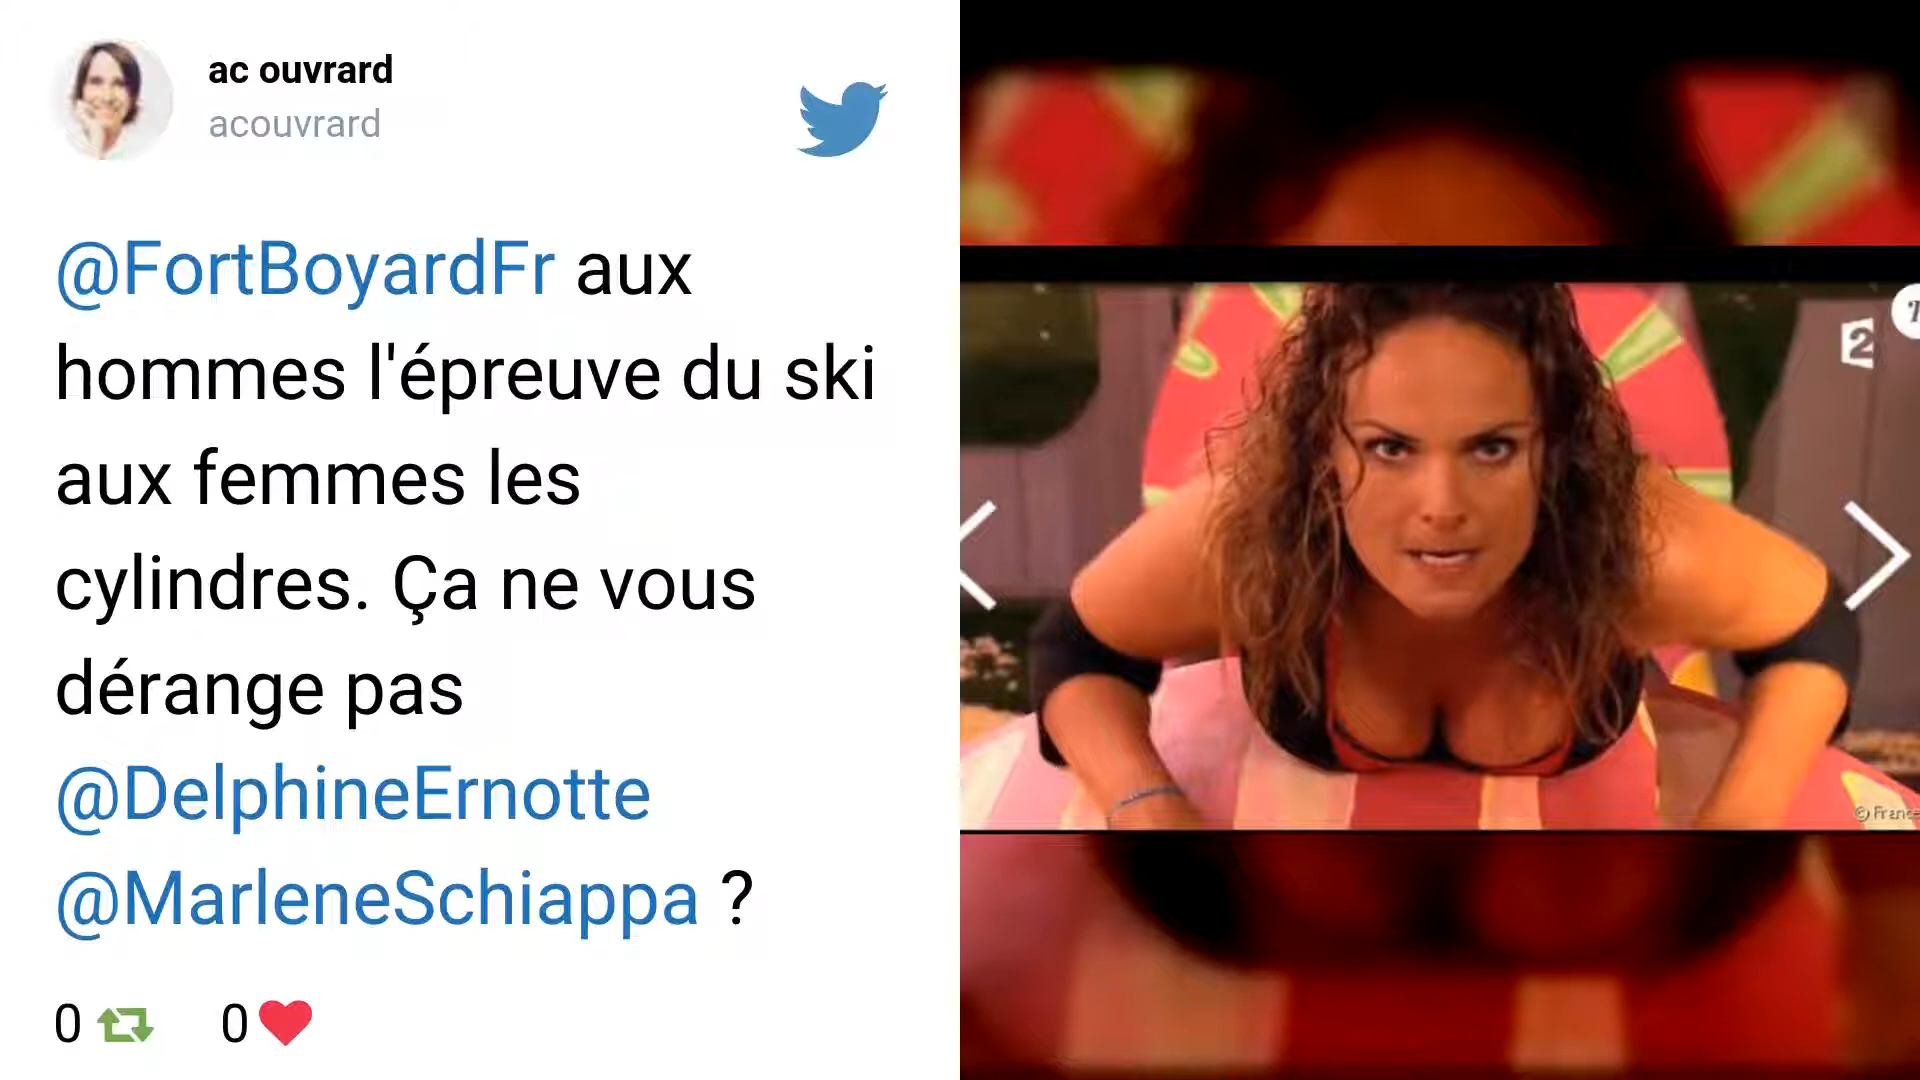 ac ouvrard
acouvrard
@FortBoyardFr aux
hommes l'épreuve du ski
aux femmes les
cylindres. Ça ne vous
dérange pas
@DelphineErnotte
@MarleneSchiappa ?
0 0
2
© France